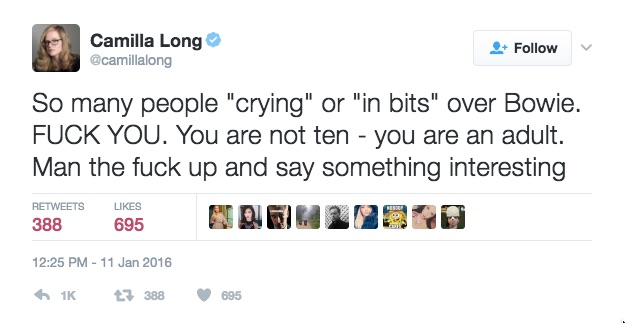 Camilla Long
@camillalong
Follow
So many people "crying" or "in bits" over Bowie.
FUCK YOU. You are not ten - you are an adult.
Man the fuck up and say something interesting
RETWEETS LIKES
388 695
12:25 PM - 11 Jan 2016
1K 388 695